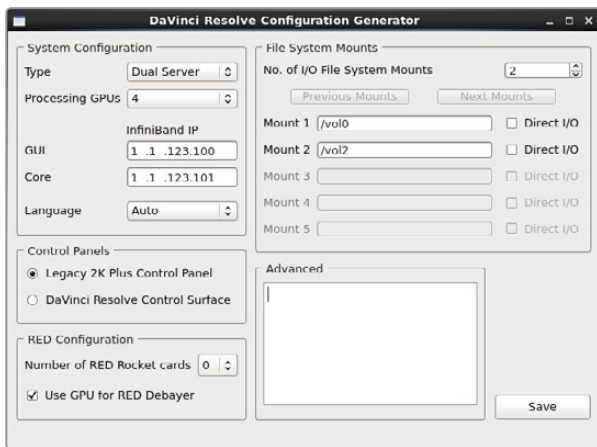 DaVinci Resolve Configuration Generator
System Configuration
Type
Dual Server
Processing GPUs
4
InfiniBand IP
GUI
1 .1 .123.100
Core
1 .1 .123.101
Language
Auto
Control Panels
Legacy 2K Plus Control Panel
DaVinci Resolve Control Surface
RED Configuration
Number of RED Rocket cards
0
Use GPU for RED Debayer
File System Mounts
No. of I/O File System Mounts
2
Previous Mounts
Next Mounts
Mount 1
/vol0
Direct I/O
Mount 2
/vol2
Direct I/O
Mount 3
Direct I/O
Mount 4
Direct I/O
Mount 5
Direct I/O
Advanced
Save